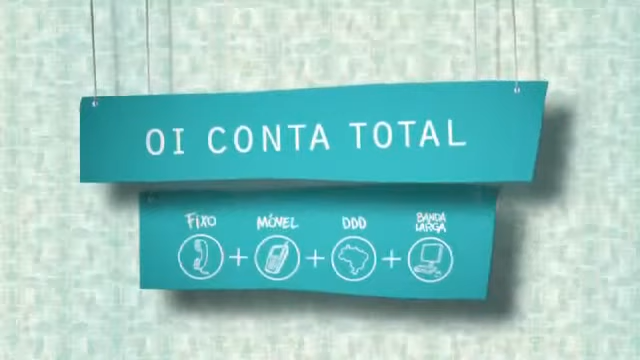 OI CONTA TOTAL
FIXO MÓVEL DDD BANDA LARGA
+ + +